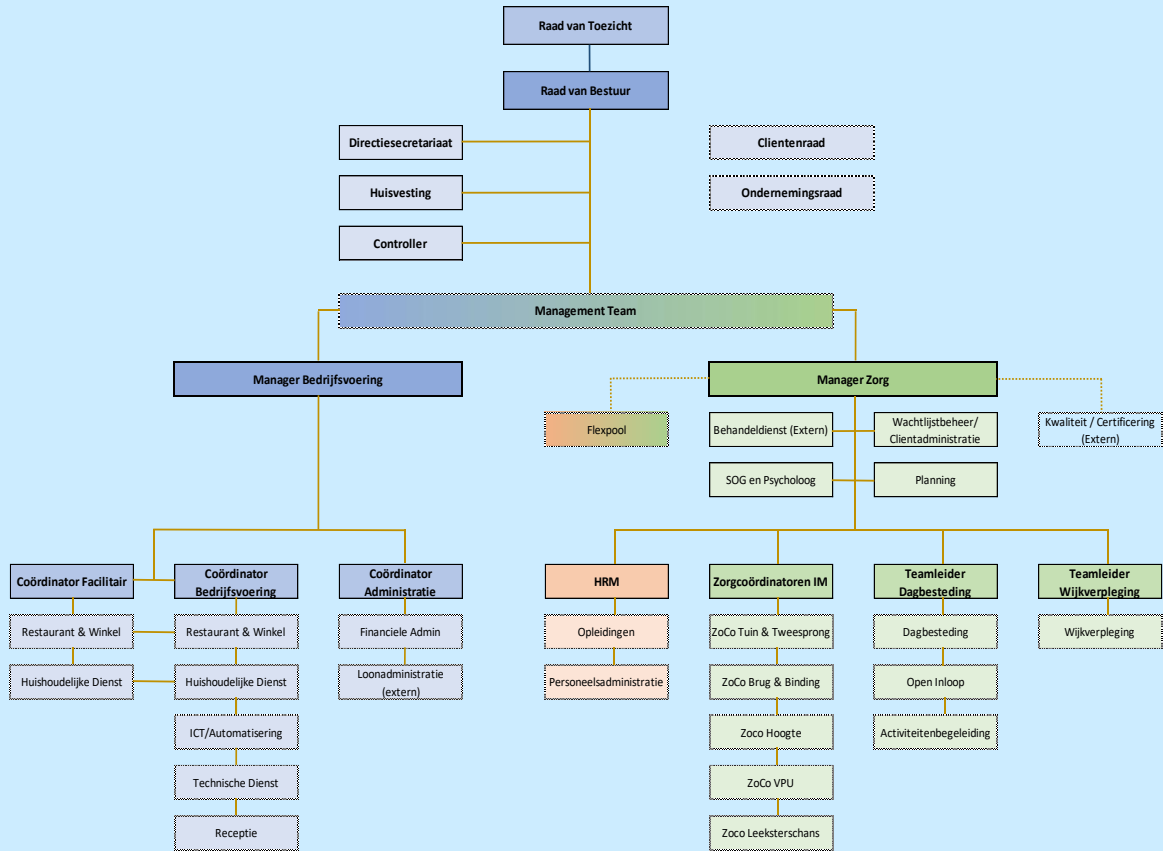 Raad van Toezicht
Raad van Bestuur
Directiesecretariaat
Clientenraad
Huisvesting
Ondernemingsraad
Controller
Management Team
Manager Bedrijfsvoering
Manager Zorg
Flexpool
Behandeldienst (Extern)
Wachtlijstbeheer/
Clientadministratie
Kwaliteit / Certificering
(Extern)
SOG en Psycholoog
Planning
Coördinator Facilitair
Coördinator
Bedrijfsvoering
Coördinator
Administratie
HRM
Zorgcoördinatoren IM
Teamleider
Dagbesteding
Teamleider
Wijkverpleging
Restaurant & Winkel
Restaurant & Winkel
Financiele Admin
Opleidingen
ZoCo Tuin & Tweesprong
Dagbesteding
Wijkverpleging
Huishoudelijke Dienst
Huishoudelijke Dienst
Loonadministratie
(extern)
Personeelsadministratie
ZoCo Brug & Binding
Open Inloop
ICT/Automatisering
Zoco Hoogte
Activiteitenbegeleiding
Technische Dienst
ZoCo VPU
Receptie
Zoco Leeksterschans